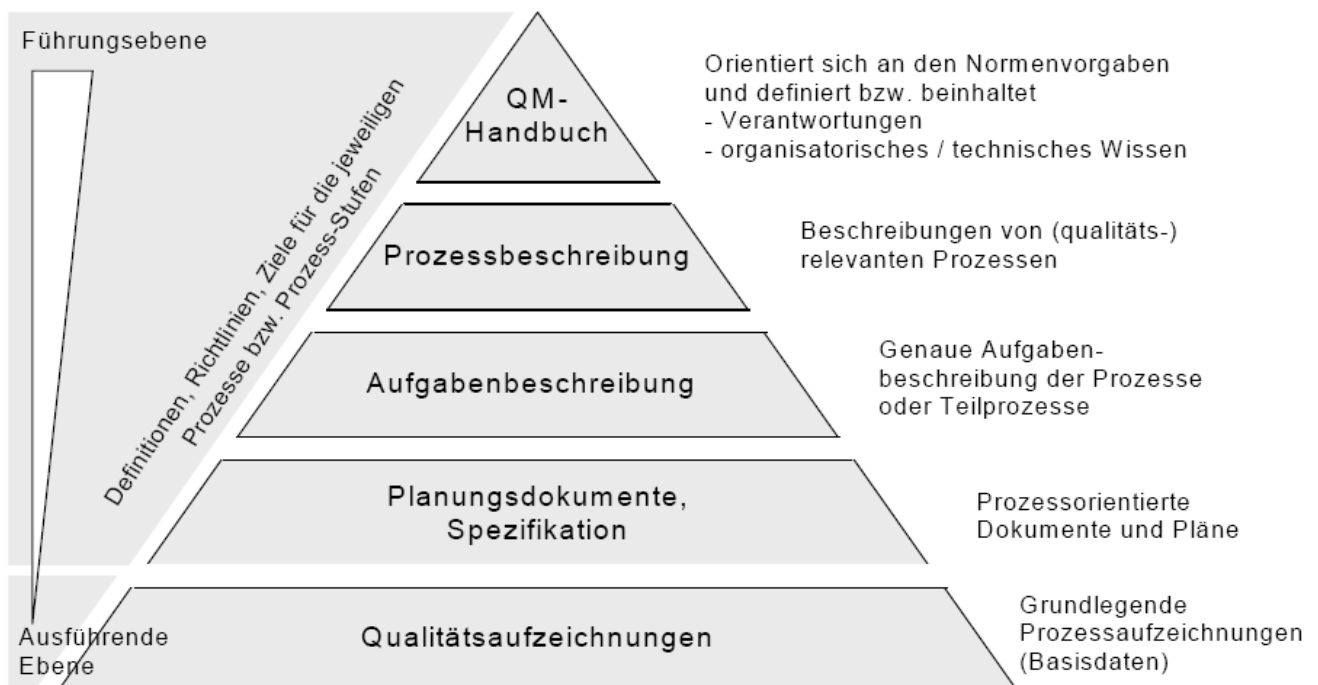 Führungsebene
Definitionen, Richtlinien, Ziele für die jeweiligen
Prozesse bzw. Prozess-Stufen
Ausführende
Ebene
QM-
Handbuch
Orientiert sich an den Normenvorgaben
und definiert bzw. beinhaltet
- Verantwortungen
- organisatorisches / technisches Wissen
Prozessbeschreibung
Beschreibungen von (qualitäts-)
relevanten Prozessen
Aufgabenbeschreibung
Genaue Aufgaben-
beschreibung der Prozesse
oder Teilprozesse
Planungsdokumente,
Spezifikation
Prozessorientierte
Dokumente und Pläne
Qualitätsaufzeichnungen
Grundlegende
Prozessaufzeichnungen
(Basisdaten)